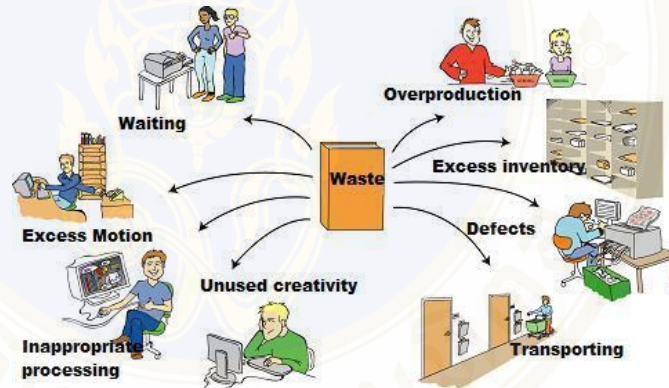 Waiting
Overproduction
Excess inventory
Waste
Excess Motion
Defects
Unused creativity
Inappropriate
processing
Transporting